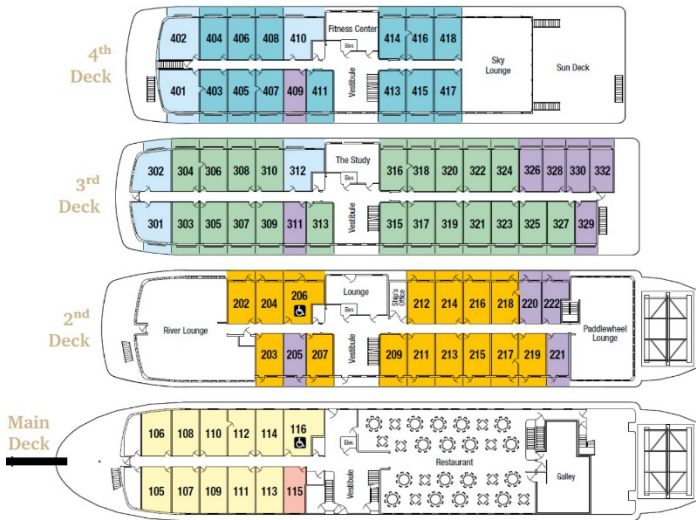 4th
Deck
402 404 406 408 410 Fitness Center Elev. 414 416 418
401 403 405 407 409 411 Vestibule 413 415 417
Sky
Lounge
Sun Deck
3rd
Deck
302 304 306 308 310 312 The Study Elev. 316 318 320 322 324 326 328 330 332
301 303 305 307 309 311 313 Vestibule 315 317 319 321 323 325 327 329
2nd
Deck
River Lounge
202 204 206 Lounge Elev. Ship's Office 212 214 216 218 220 222
203 205 207 Vestibule 209 211 213 215 217 219 221
Paddlewheel
Lounge
Main
Deck
106 108 110 112 114 116 Elev.
105 107 109 111 113 115 Vestibule
Restaurant
Galley